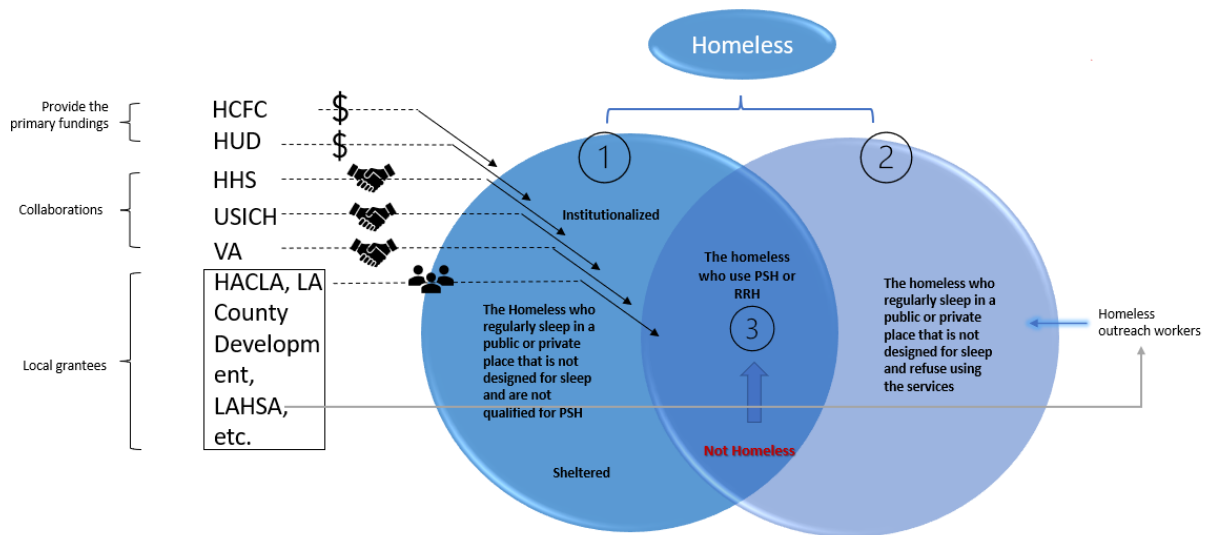 Homeless
Provide the
primary fundings
HCFC
$
HUD
$
HHS
Collaborations
USICH
VA
Local grantees
HACLA, LA
County
Developm
ent,
LAHSA,
etc.
1
Institutionalized
The Homeless who
regularly sleep in a
public or private
place that is not
designed for sleep
and are not
qualified for PSH
Sheltered
The homeless
who use PSH or
RRH
3
Not Homeless
2
The homeless who
regularly sleep in a
public or private
place that is not
designed for sleep
and refuse using
the services
Homeless
outreach workers